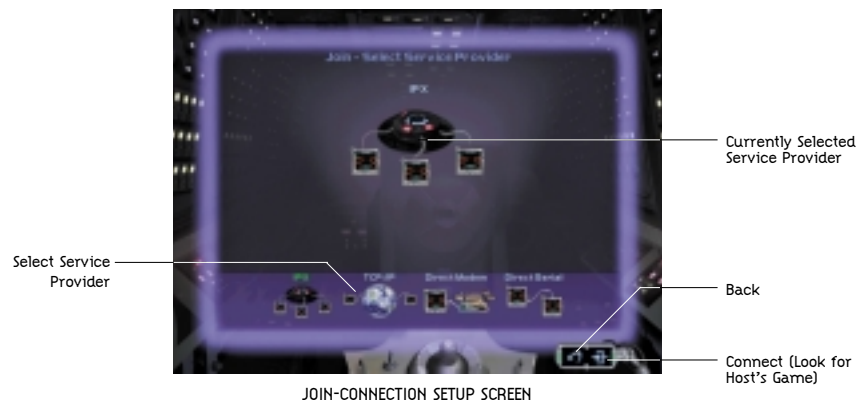 Join - Select Service Provider
IPX
Currently Selected
Service Provider
Select Service
Provider
IPX
TCP-IP
Direct Modem
Direct Serial
Back
Connect (Look for
Host's Game)
JOIN-CONNECTION SETUP SCREEN